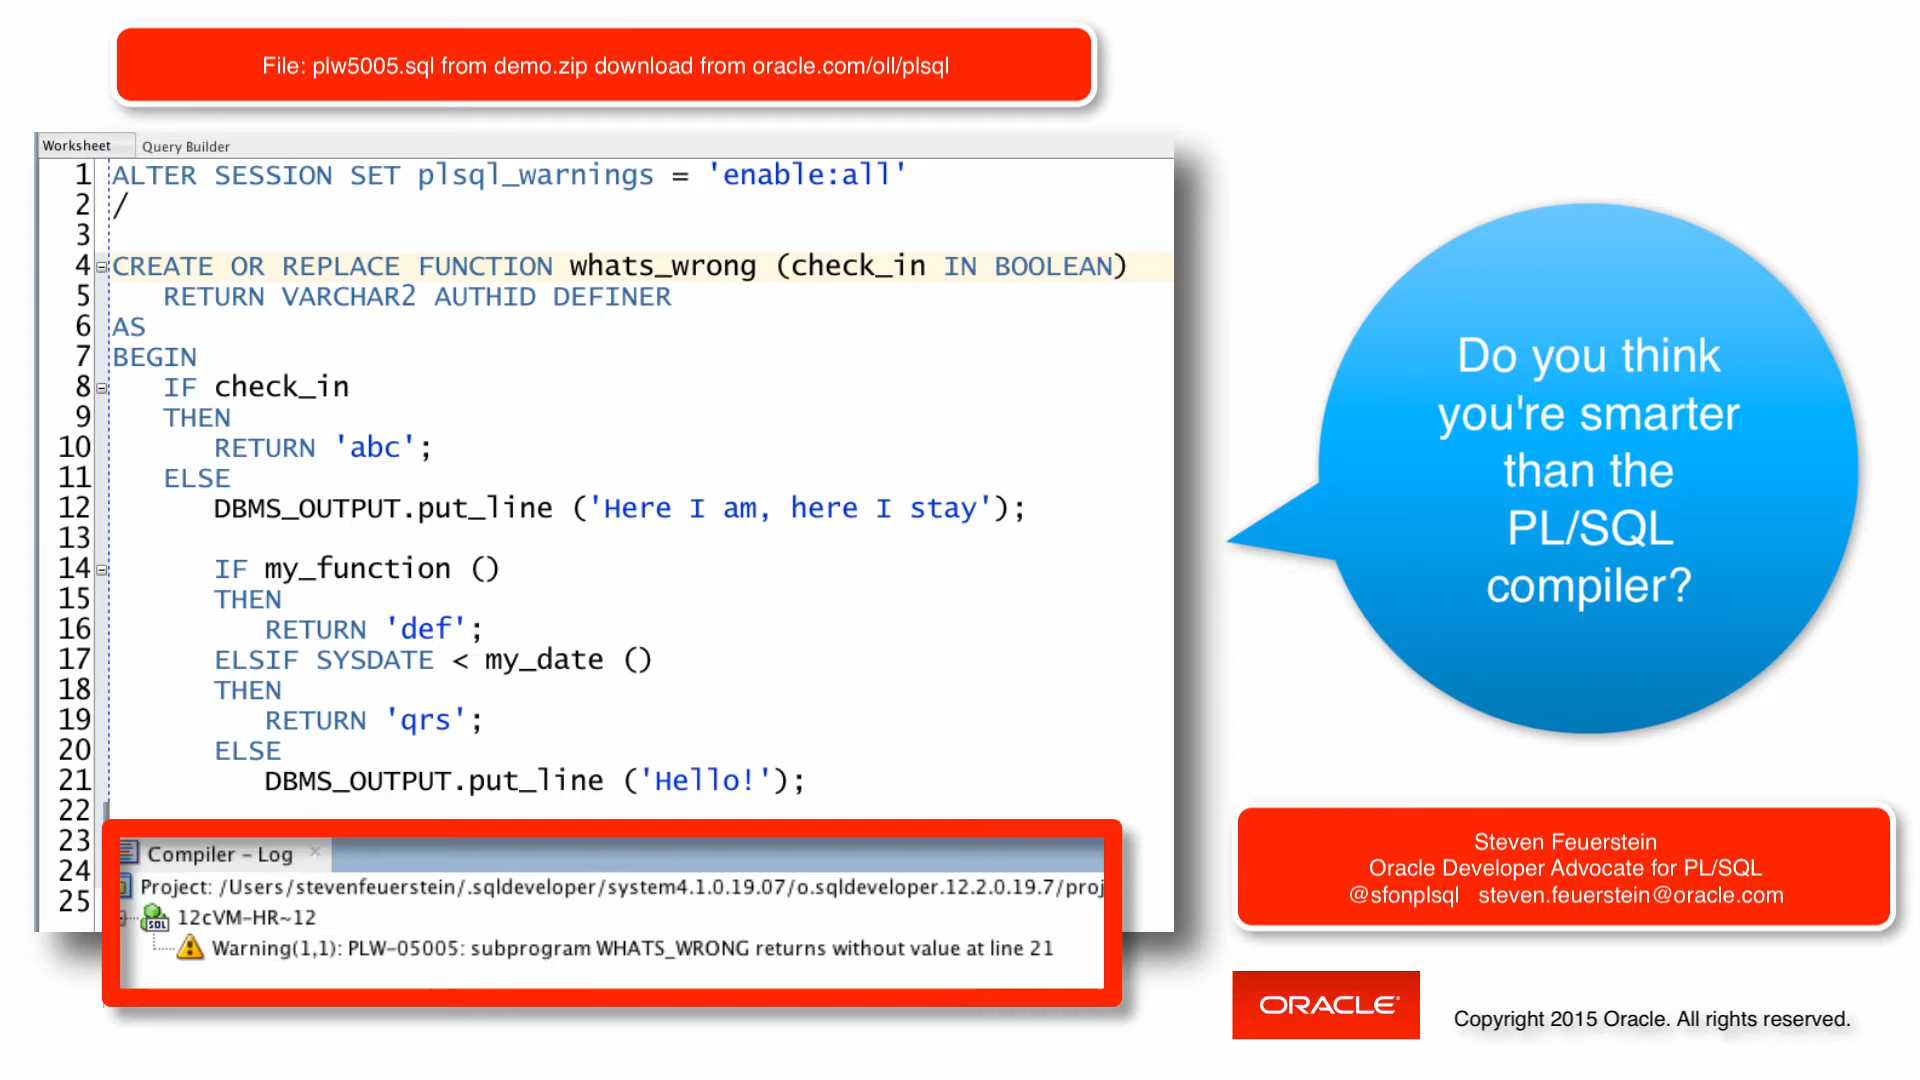 File: plw5005.sql from demo.zip download from oracle.com/oll/plsql
Worksheet Query Builder
1 ALTER SESSION SET plsql_warnings = 'enable:all'
2 /
3
4 CREATE OR REPLACE FUNCTION whats_wrong (check_in IN BOOLEAN)
5 RETURN VARCHAR2 AUTHID DEFINER
6 AS
7 BEGIN
8 IF check_in
9 THEN
10 RETURN 'abc';
11 ELSE
12 DBMS_OUTPUT.put_line ('Here I am, here I stay');
13
14 IF my_function ()
15 THEN
16 RETURN 'def';
17 ELSIF SYSDATE < my_date ()
18 THEN
19 RETURN 'qrs';
20 ELSE
21 DBMS_OUTPUT.put_line ('Hello!');
22
23
24
25
Compiler – Log
Project: /Users/stevenfeuerstein/.sqldeveloper/system4.1.0.19.07/o.sqldeveloper.12.2.0.19.7/proj
SQL 12cVM-HR~12
Warning(1,1): PLW-05005: subprogram WHATS_WRONG returns without value at line 21
Do you think
you're smarter
than the
PL/SQL
compiler?
Steven Feuerstein
Oracle Developer Advocate for PL/SQL
@sfonplsql steven.feuerstein@oracle.com
ORACLE
Copyright 2015 Oracle. All rights reserved.